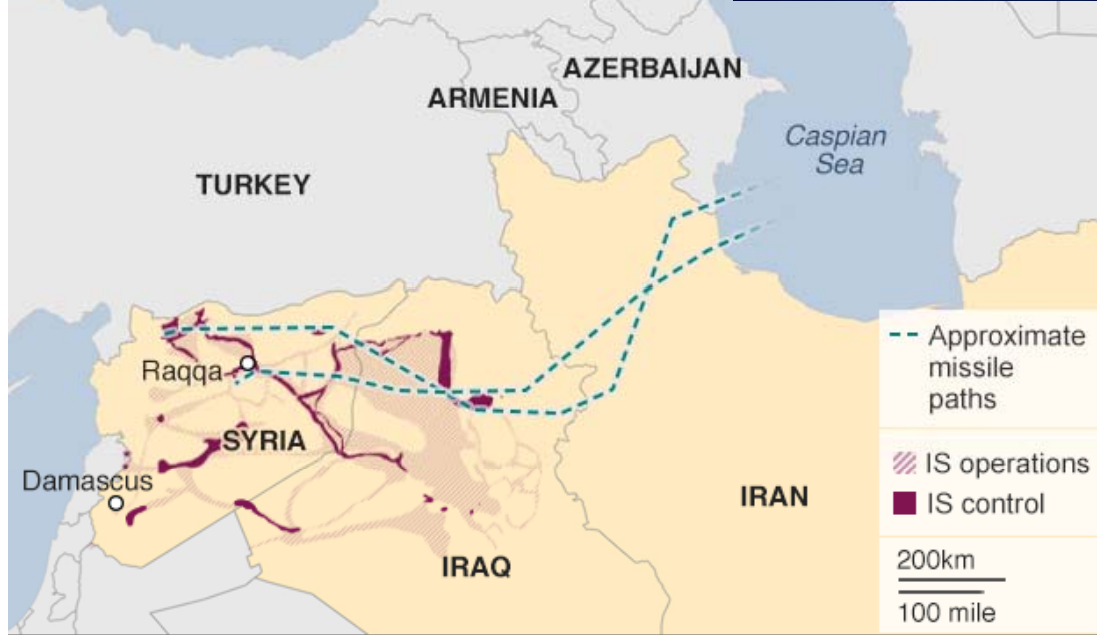 AZERBAIJAN
ARMENIA
Caspian
Sea
TURKEY
Approximate
missile
paths
Raqqa
SYRIA
IS operations
Damascus
IS control
IRAN
IRAQ
200km
100 mile